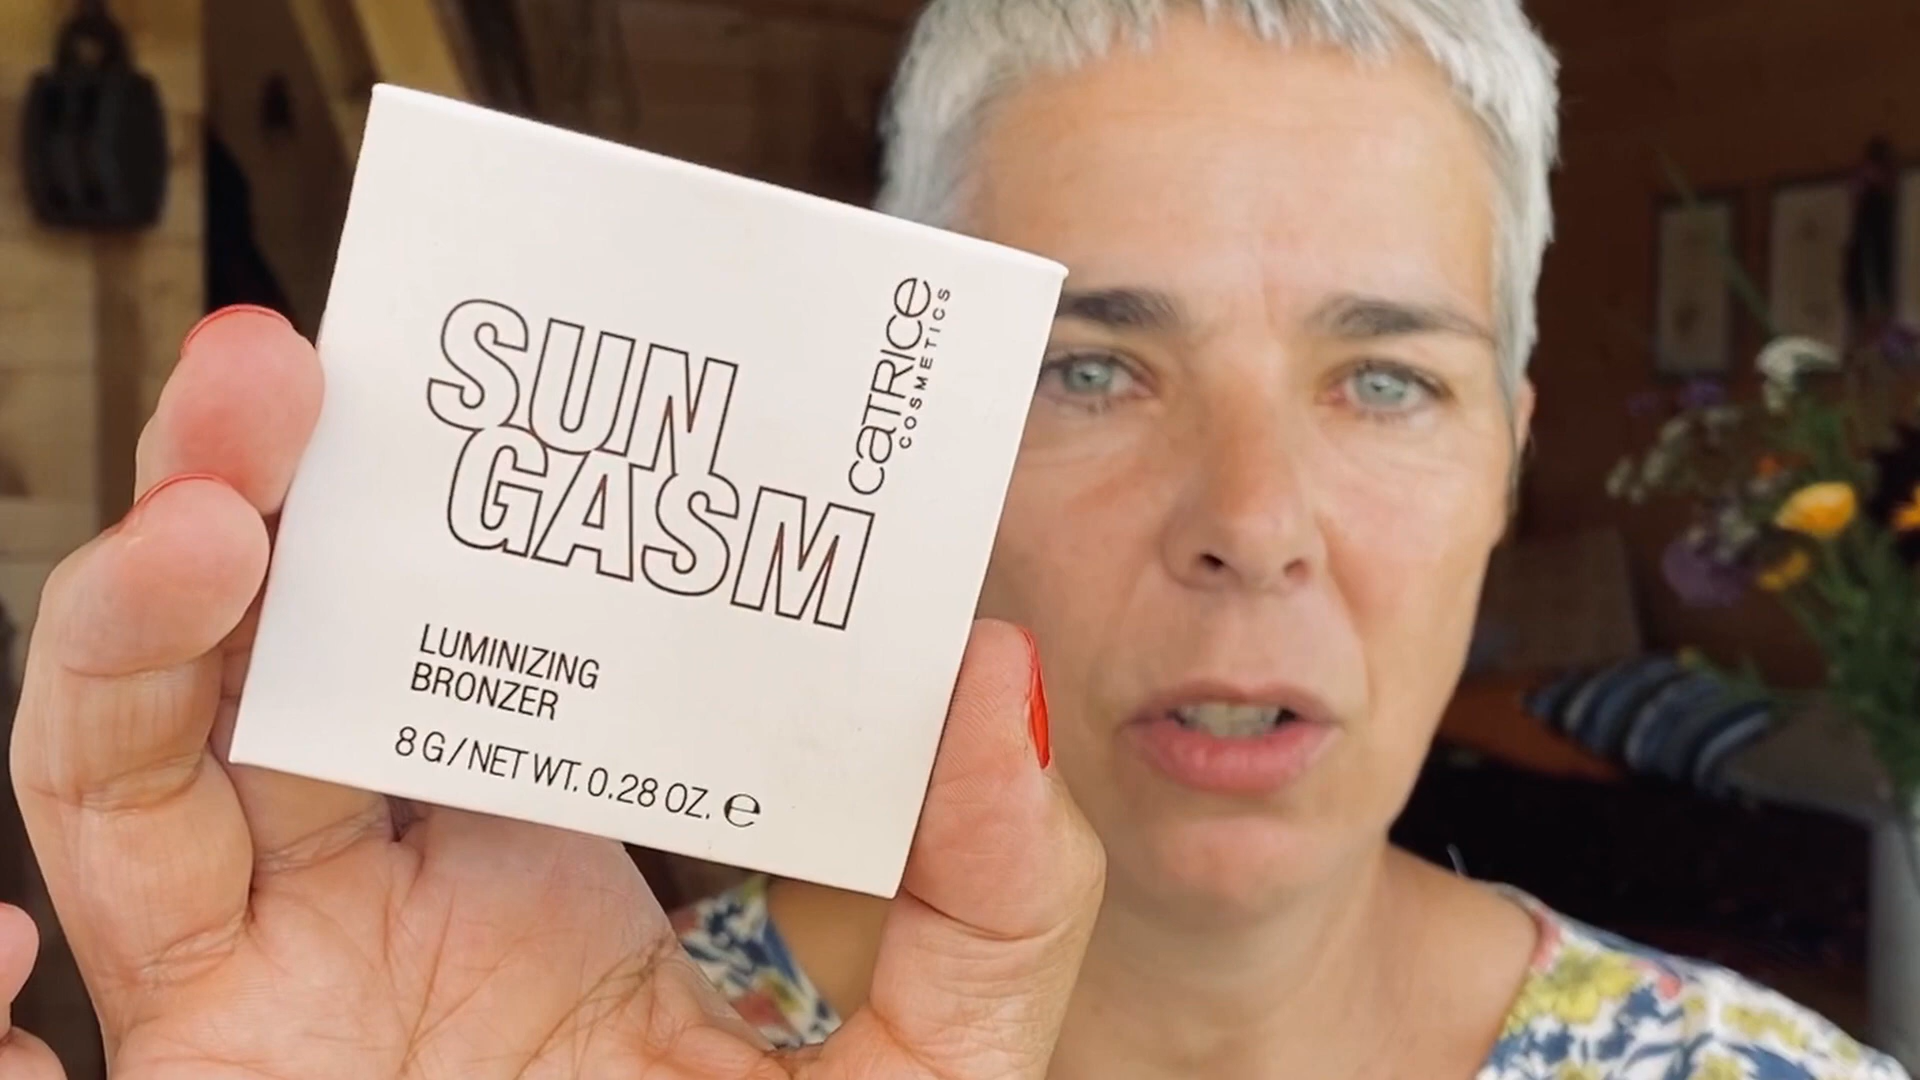 SUN
GASM
CATRICE
COSMETICS
LUMINIZING
BRONZER
8 G / NET WT. 0.28 OZ. ℮